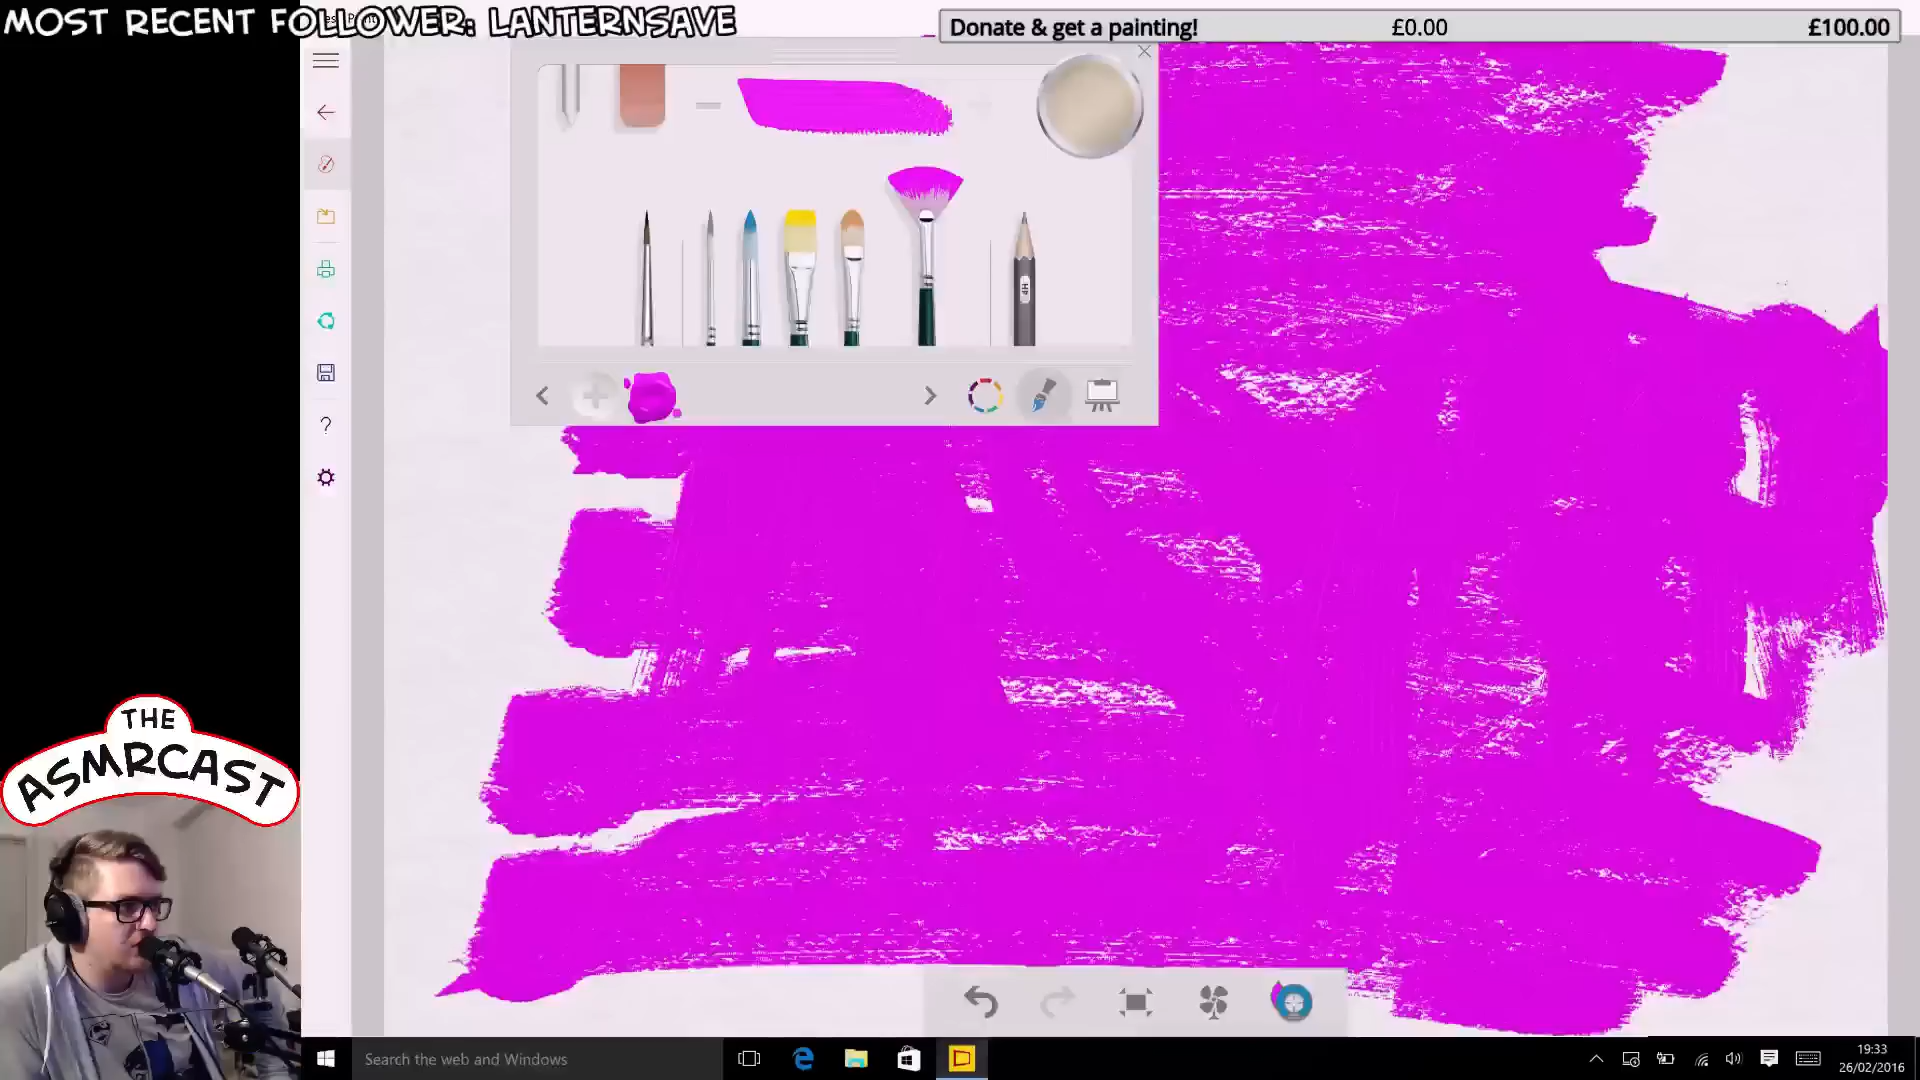 MOST RECENT FOLLOWER: LANTERNSAVE
Donate & get a painting! £0.00 £100.00
4H
?
THE
ASMRCAST
Search the web and Windows
19:33
26/02/2016